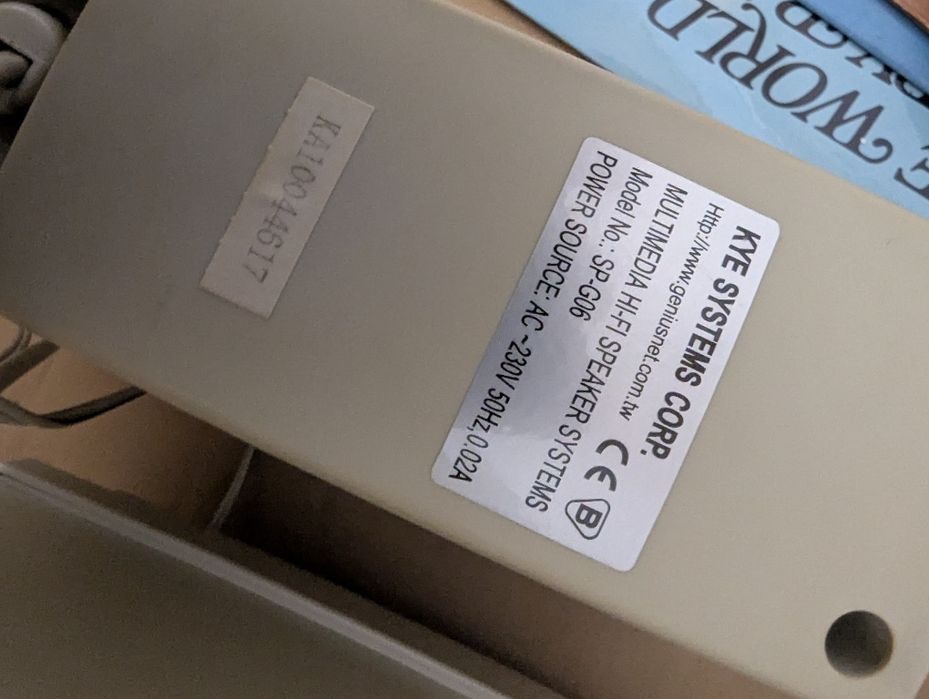 KYE SYSTEMS CORP.
Http://www.geniusnet.com.tw
MULTIMEDIA HI-FI SPEAKER SYSTEMS
Model No.: SP-G06
POWER SOURCE: AC ~230V 50Hz,0.02A
CE
B
KA10044617
WORLD